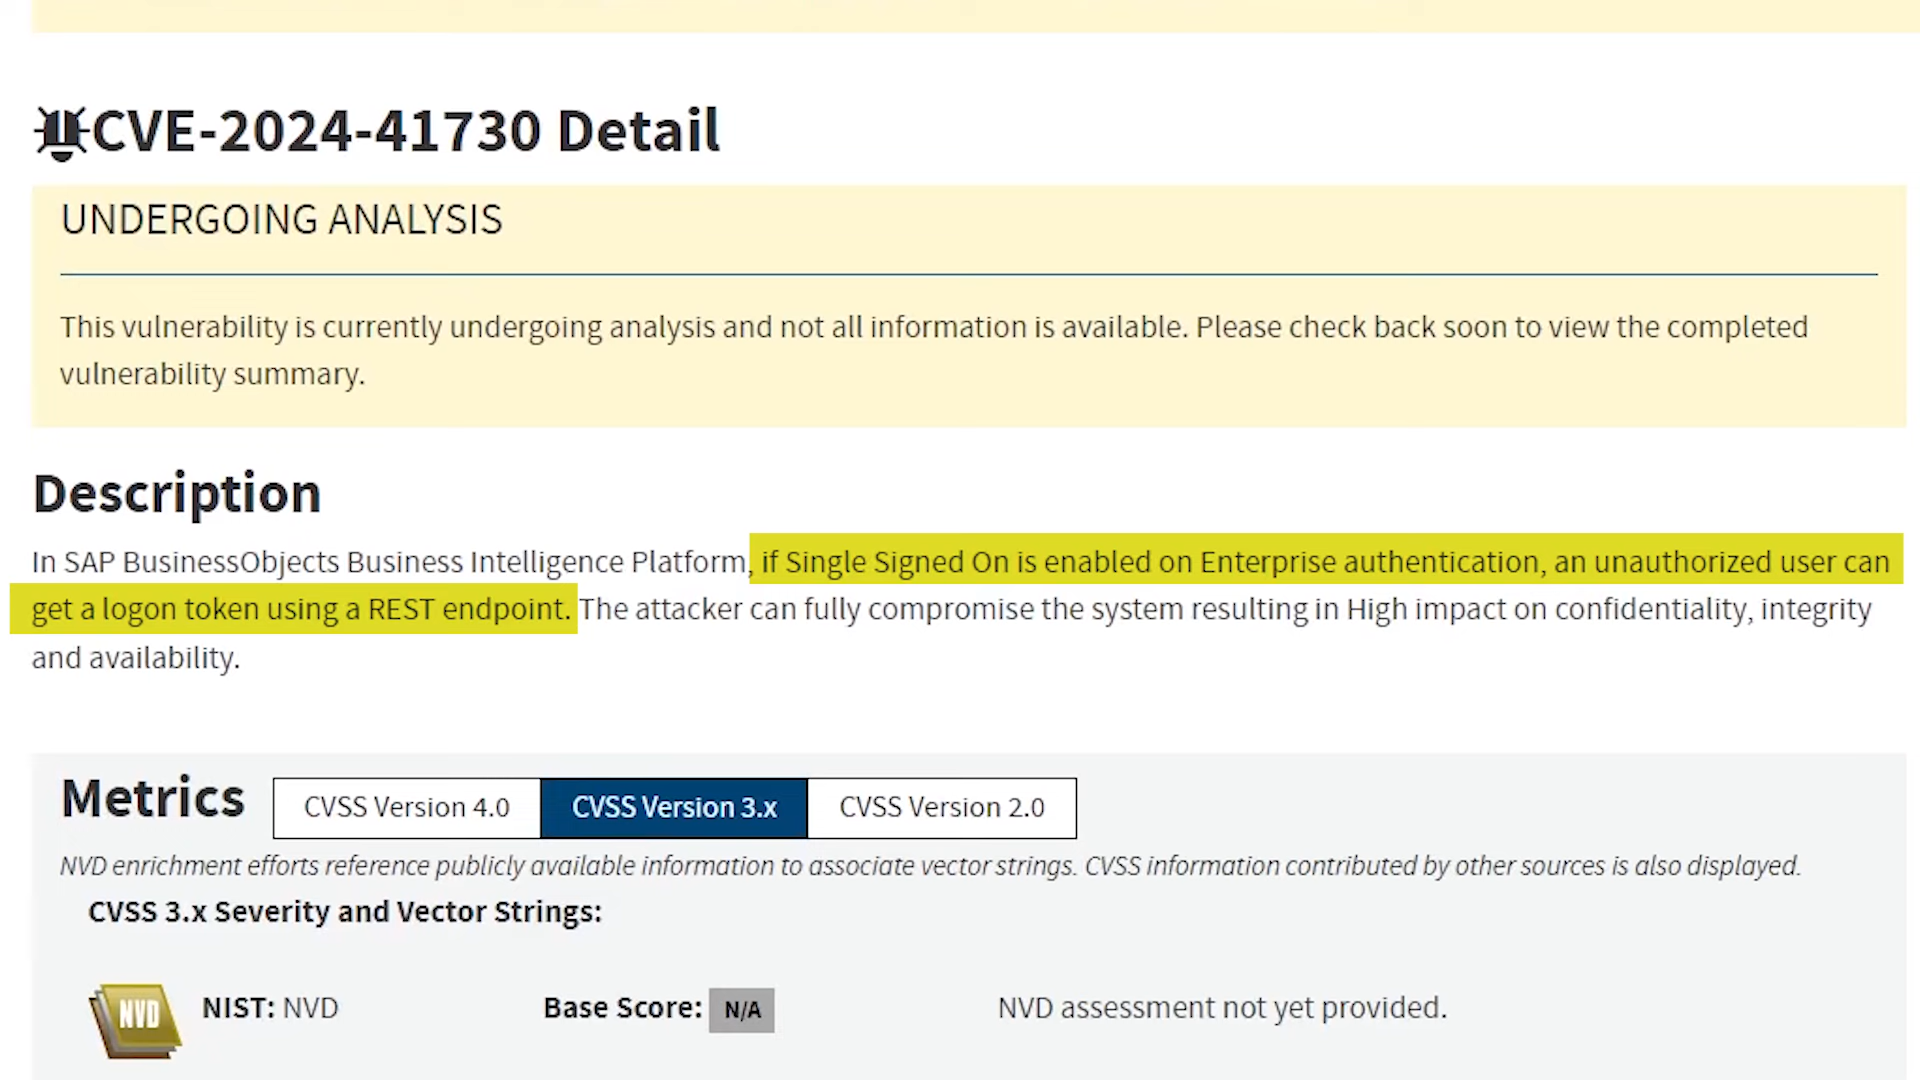 CVE-2024-41730 Detail
UNDERGOING ANALYSIS
This vulnerability is currently undergoing analysis and not all information is available. Please check back soon to view the completed
vulnerability summary.
Description
In SAP BusinessObjects Business Intelligence Platform, if Single Signed On is enabled on Enterprise authentication, an unauthorized user can
get a logon token using a REST endpoint. The attacker can fully compromise the system resulting in High impact on confidentiality, integrity
and availability.
Metrics CVSS Version 4.0 CVSS Version 3.x CVSS Version 2.0
NVD enrichment efforts reference publicly available information to associate vector strings. CVSS information contributed by other sources is also displayed.
CVSS 3.x Severity and Vector Strings:
NVD NIST: NVD Base Score: N/A NVD assessment not yet provided.